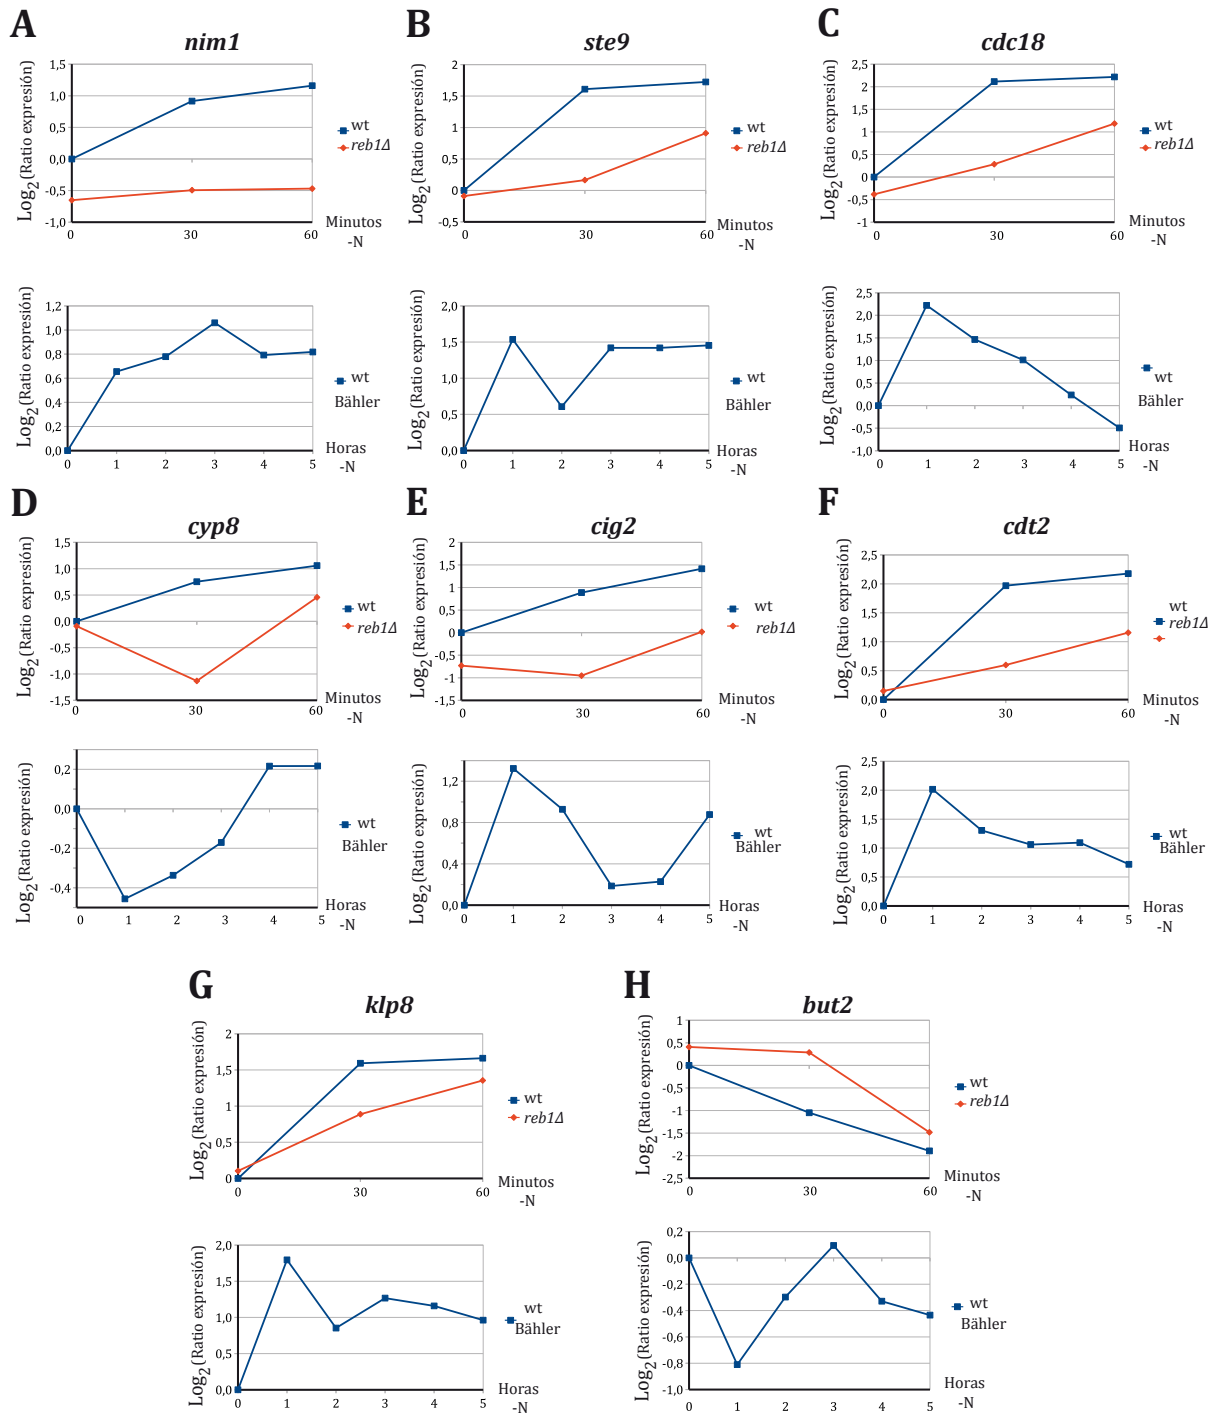 A
nim1
Log2(Ratio expresión)
1,5
1,0
0,5
0,0
-0,5
-1,0
0 30 60
Minutos
-N
wt
reb1Δ
B
ste9
Log2(Ratio expresión)
2
1,5
1
0,5
0
-0,5
0 30 60
Minutos
-N
wt
reb1Δ
C
cdc18
Log2(Ratio expresión)
2,5
2
1,5
1
0,5
0
-0,5
-1
0 30 60
Minutos
-N
wt
reb1Δ
Log2(Ratio expresión)
1,2
1,0
0,8
0,6
0,4
0,2
0,0
0 1 2 3 4 5
Horas
-N
wt
Bähler
Log2(Ratio expresión)
2,0
1,5
1,0
0,5
0,0
0 1 2 3 4 5
Horas
-N
wt
Bähler
Log2(Ratio expresión)
2,5
2,0
1,5
1,0
0,5
0,0
-0,5
-1,0
0 1 2 3 4 5
Horas
-N
wt
Bähler
D
cyp8
Log2(Ratio expresión)
1,5
1,0
0,5
0,0
-0,5
-1,0
-1,5
0 30 60
Minutos
-N
wt
reb1Δ
E
cig2
Log2(Ratio expresión)
2
1,5
1
0,5
0
-0,5
-1
-1,5
0 30 60
Minutos
-N
wt
reb1Δ
F
cdt2
Log2(Ratio expresión)
2,5
2,0
1,5
1,0
0,5
0,0
0 30 60
Minutos
-N
wt
reb1Δ
Log2(Ratio expresión)
0,2
0,0
-0,2
-0,4
0 1 2 3 4 5
Horas
-N
wt
Bähler
Log2(Ratio expresión)
1,2
0,8
0,4
0,0
0 1 2 3 4 5
Horas
-N
wt
Bähler
Log2(Ratio expresión)
2,5
2,0
1,5
1,0
0,5
0,0
0 1 2 3 4 5
Horas
-N
wt
Bähler
G
klp8
Log2(Ratio expresión)
2
1,5
1
0,5
0
0 30 60
Minutos
-N
wt
reb1Δ
H
but2
Log2(Ratio expresión)
1
0,5
0
-0,5
-1
-1,5
-2
-2,5
0 30 60
Minutos
-N
wt
reb1Δ
Log2(Ratio expresión)
2,0
1,5
1,0
0,5
0,0
0 1 2 3 4 5
Horas
-N
wt
Bähler
Log2(Ratio expresión)
0,2
0,0
-0,2
-0,4
-0,6
-0,8
-1,0
0 1 2 3 4 5
Horas
-N
wt
Bähler